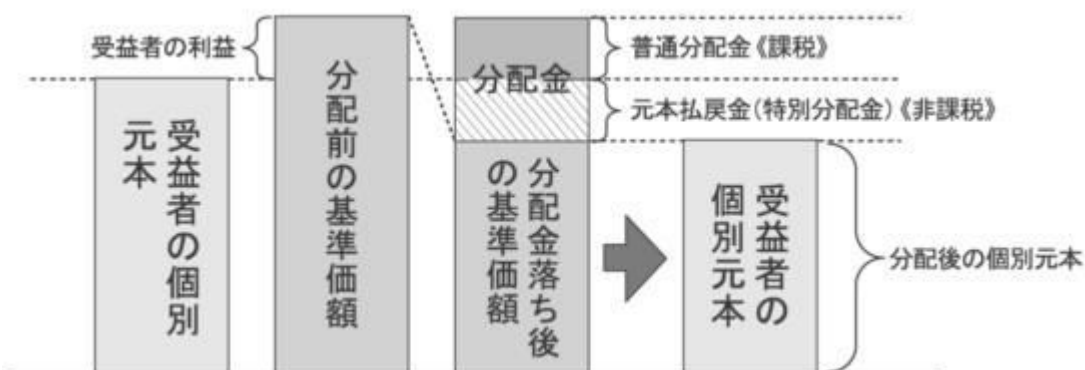 受益者の利益
受益者の個別
元本
分配前の基準価額
分配金
分配金落ち後
の基準価額
普通分配金《課税》
元本払戻金(特別分配金)《非課税》
受益者の
個別元本
分配後の個別元本